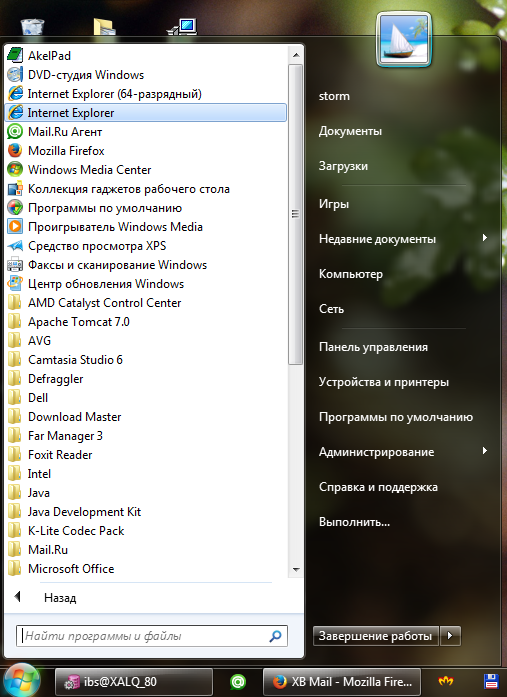 AkelPad
DVD-студия Windows
Internet Explorer (64-разрядный)
Internet Explorer
Mail.Ru Агент
Mozilla Firefox
Windows Media Center
Коллекция гаджетов рабочего стола
Программы по умолчанию
Проигрыватель Windows Media
Средство просмотра XPS
Факсы и сканирование Windows
Центр обновления Windows
AMD Catalyst Control Center
Apache Tomcat 7.0
AVG
Camtasia Studio 6
Defraggler
Dell
Download Master
Far Manager 3
Foxit Reader
Intel
Java
Java Development Kit
K-Lite Codec Pack
Mail.Ru
Microsoft Office
Назад
Найти программы и файлы
storm
Документы
Загрузки
Игры
Недавние документы
Компьютер
Сеть
Панель управления
Устройства и принтеры
Программы по умолчанию
Администрирование
Справка и поддержка
Выполнить...
Завершение работы
ibs@XALQ_80
XB Mail - Mozilla Fire...